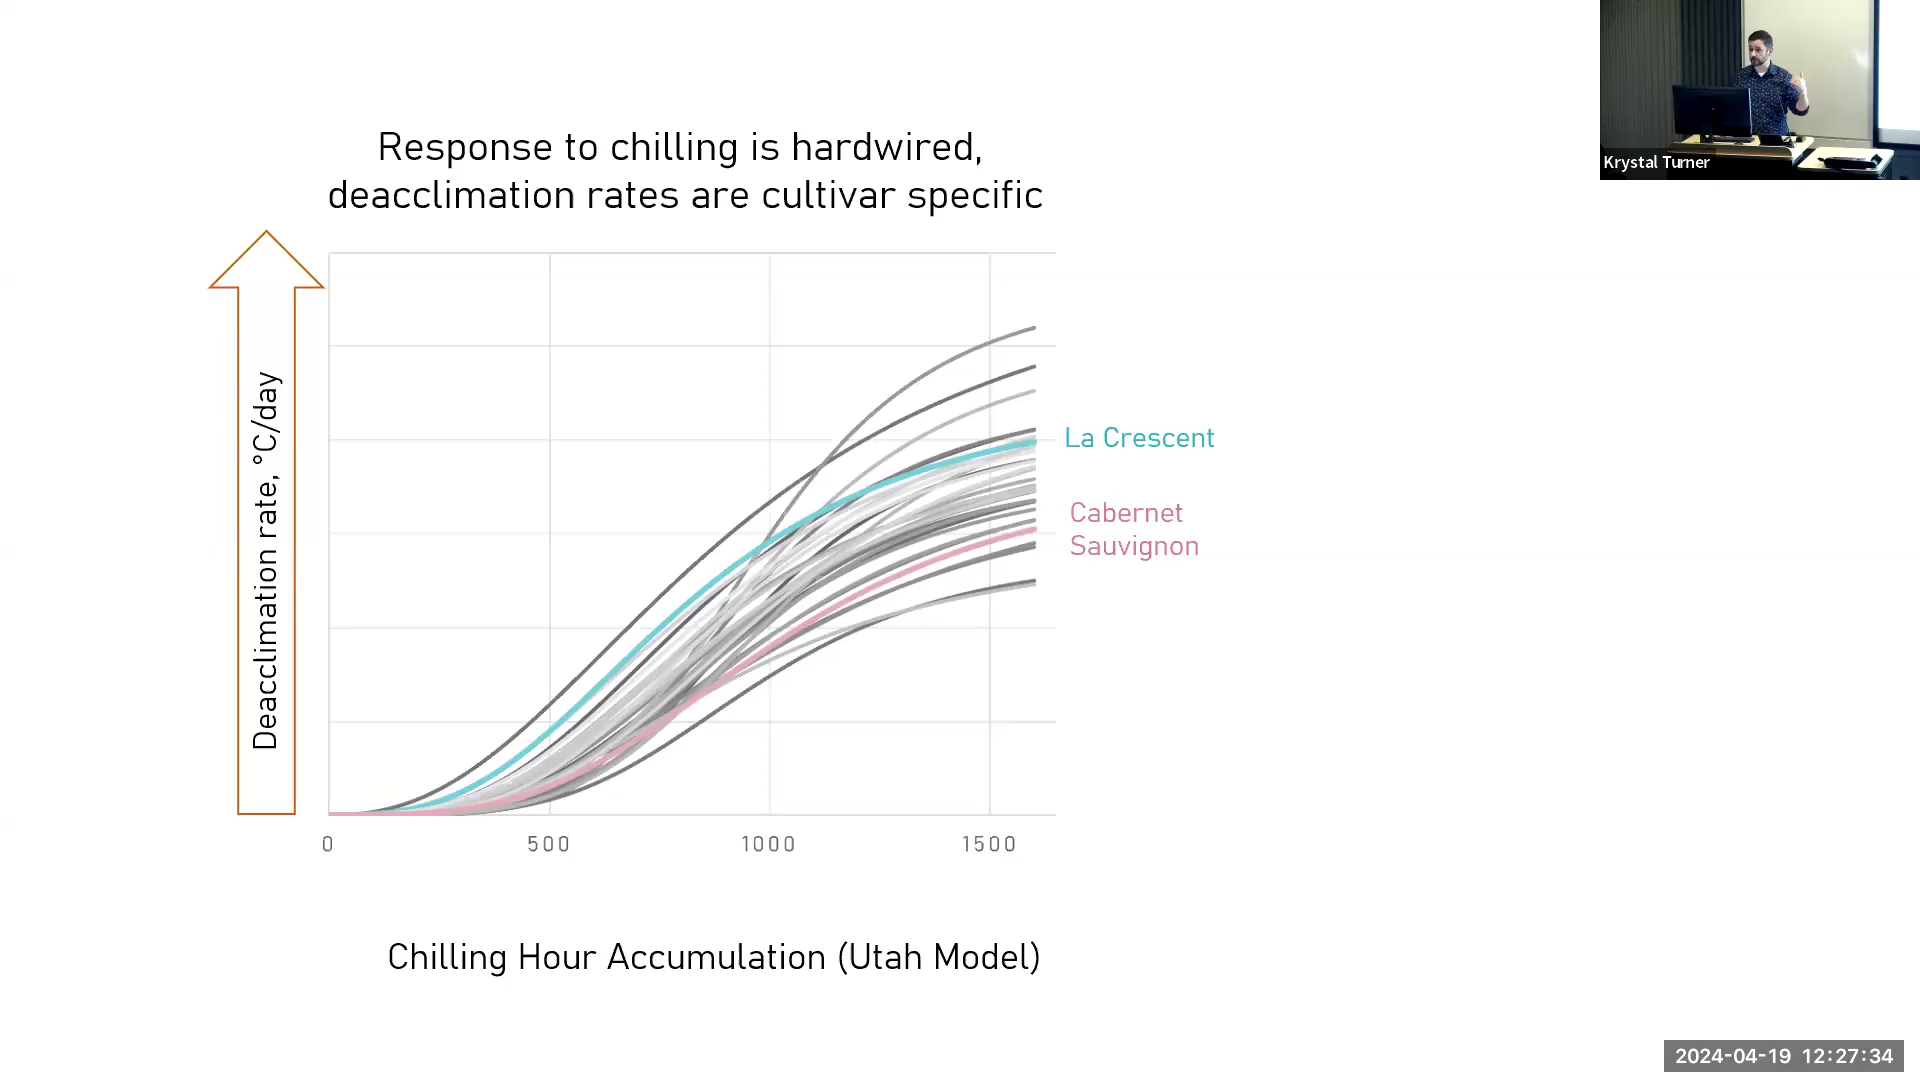 Krystal Turner
Response to chilling is hardwired,
deacclimation rates are cultivar specific
Deacclimation rate, °C/day
La Crescent
Cabernet
Sauvignon
0 500 1000 1500
Chilling Hour Accumulation (Utah Model)
2024-04-19 12:27:34